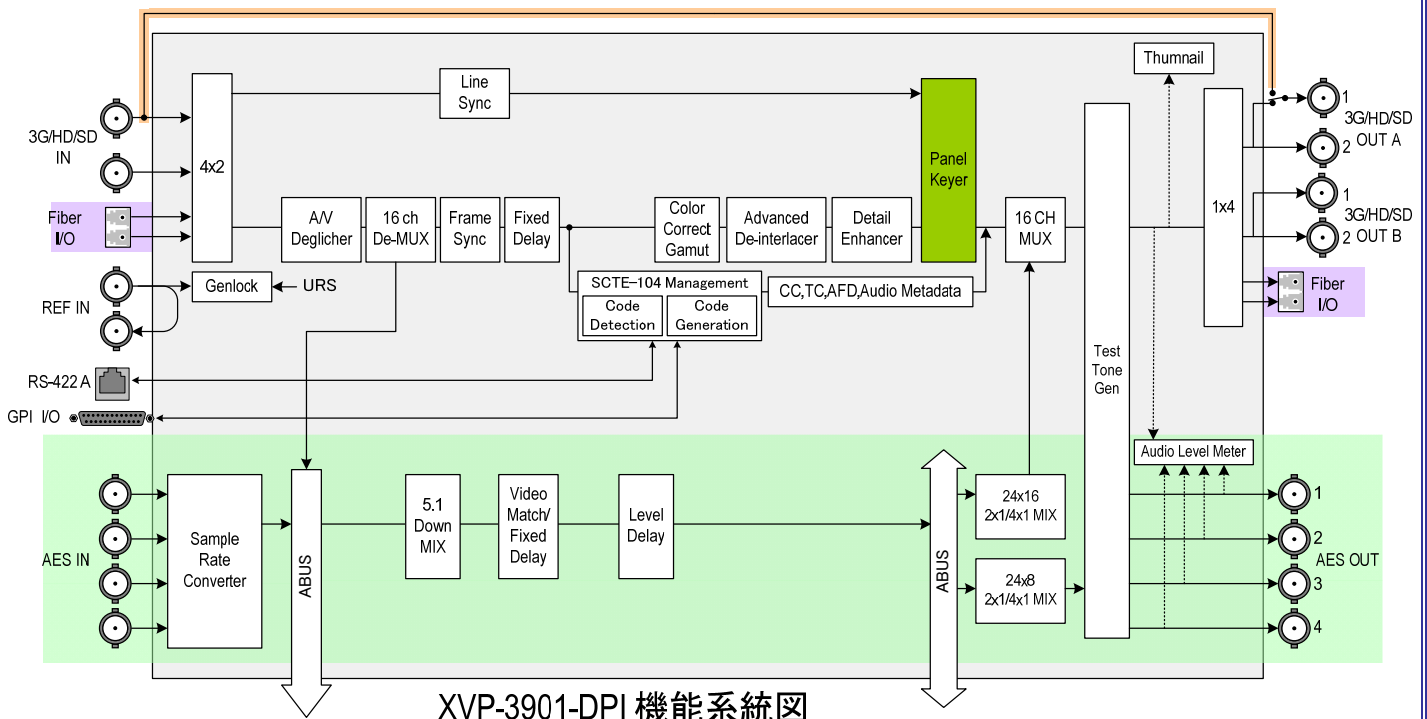 Thumnail
Line
Sync
3G/HD/SD
IN
4x2
Panel
Keyer
1
3G/HD/SD
OUT A
2
1
3G/HD/SD
OUT B
2
1x4
Fiber
I/O
A/V
Deglicher
16 ch
De-MUX
Frame
Sync
Fixed
Delay
Color
Correct
Gamut
Advanced
De-interlacer
Detail
Enhancer
16 CH
MUX
Fiber
I/O
REF IN
Genlock
URS
SCTE-104 Management
Code
Detection
Code
Generation
CC,TC,AFD,Audio Metadata
Test
Tone
Gen
RS-422 A
GPI I/O
Audio Level Meter
AES IN
Sample
Rate
Converter
ABUS
5.1
Down
MIX
Video
Match/
Fixed
Delay
Level
Delay
ABUS
24x16
2x1/4x1 MIX
24x8
2x1/4x1 MIX
1
2
AES OUT
3
4
XVP-3901-DPI 機能系統図